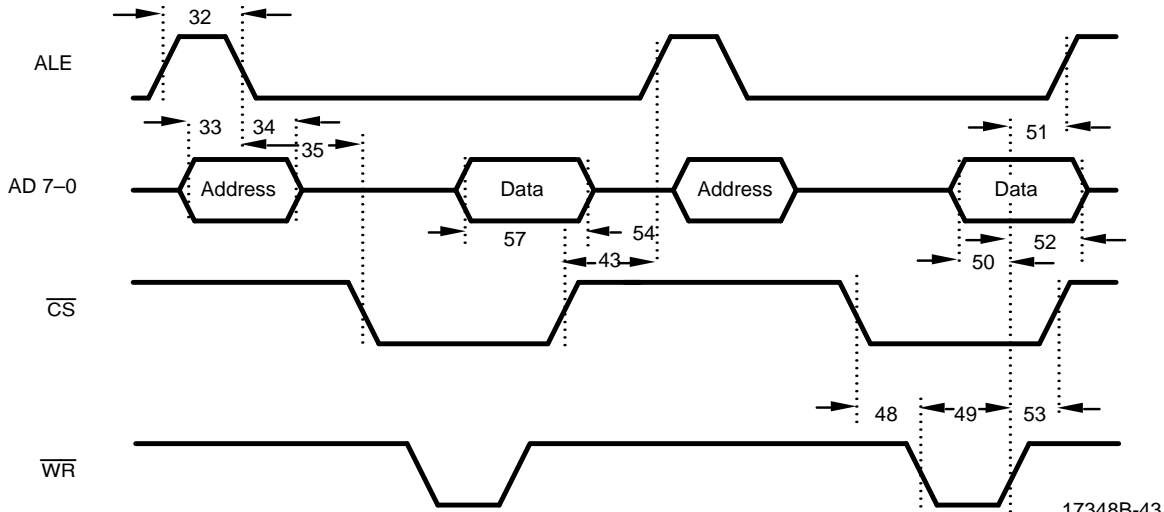 32
ALE
33
34
35
51
AD 7–0
Address
Data
Address
Data
57
54
43
50
52
CS
48
49
53
WR
17348B-43